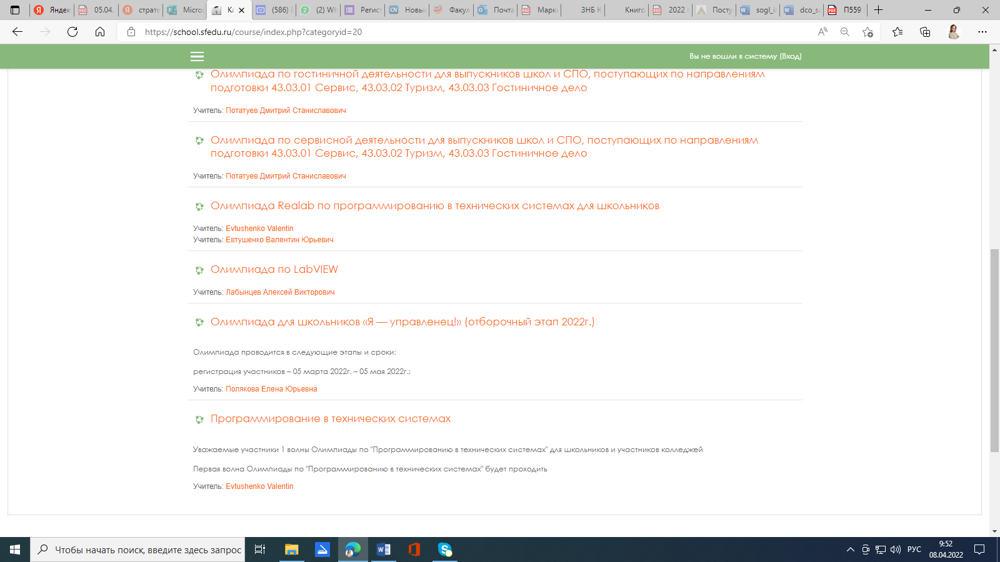 Яндекс
05.04.
страте
Micros
Ка
(586) Е
(2) Wh
Регист
Новые
Факул
Почта
Марке
ЗНБ К
Книго
2022 г
Посту
sogl_i
dco_sa
П559
https://school.sfedu.ru/course/index.php?categoryid=20
Вы не вошли в систему (Вход)
Олимпиада по гостиничной деятельности для выпускников школ и СПО, поступающих по направлениям
подготовки 43.03.01 Сервис, 43.03.02 Туризм, 43.03.03 Гостиничное дело
Учитель: Потатуев Дмитрий Станиславович
Олимпиада по сервисной деятельности для выпускников школ и СПО, поступающих по направлениям
подготовки 43.03.01 Сервис, 43.03.02 Туризм, 43.03.03 Гостиничное дело
Учитель: Потатуев Дмитрий Станиславович
Олимпиада Realab по программированию в технических системах для школьников
Учитель: Evtushenko Valentin
Учитель: Евтушенко Валентин Юрьевич
Олимпиада по LabVIEW
Учитель: Лабынцев Алексей Викторович
Олимпиада для школьников «Я — управленец!» (отборочный этап 2022г.)
Олимпиада проводится в следующие этапы и сроки:
регистрация участников – 05 марта 2022г. – 05 мая 2022г.;
Учитель: Полякова Елена Юрьевна
Программирование в технических системах
Уважаемые участники 1 волны Олимпиады по "Программированию в технических системах" для школьников и участников колледжей
Первая волна Олимпиады по "Программированию в технических системах" будет проходить
Учитель: Evtushenko Valentin
Чтобы начать поиск, введите здесь запрос
РУС
9:52
08.04.2022